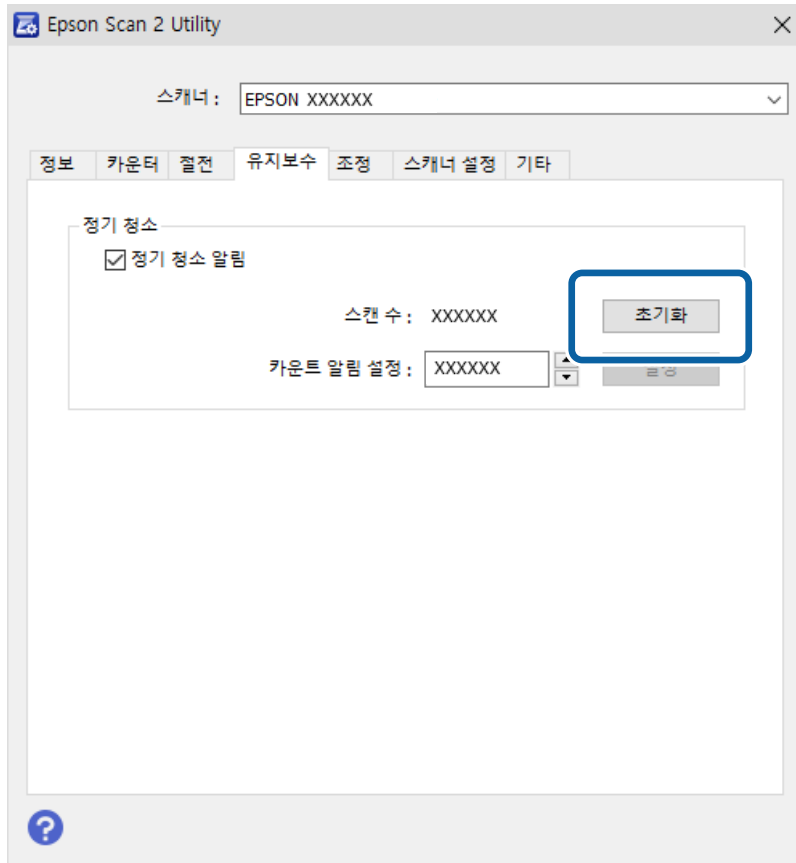 Epson Scan 2 Utility
스캐너 : EPSON XXXXXX
정보 카운터 절전 유지보수 조정 스캐너 설정 기타
정기 청소
정기 청소 알림
스캔 수 : XXXXXX 초기화
카운트 알림 설정 : XXXXXX